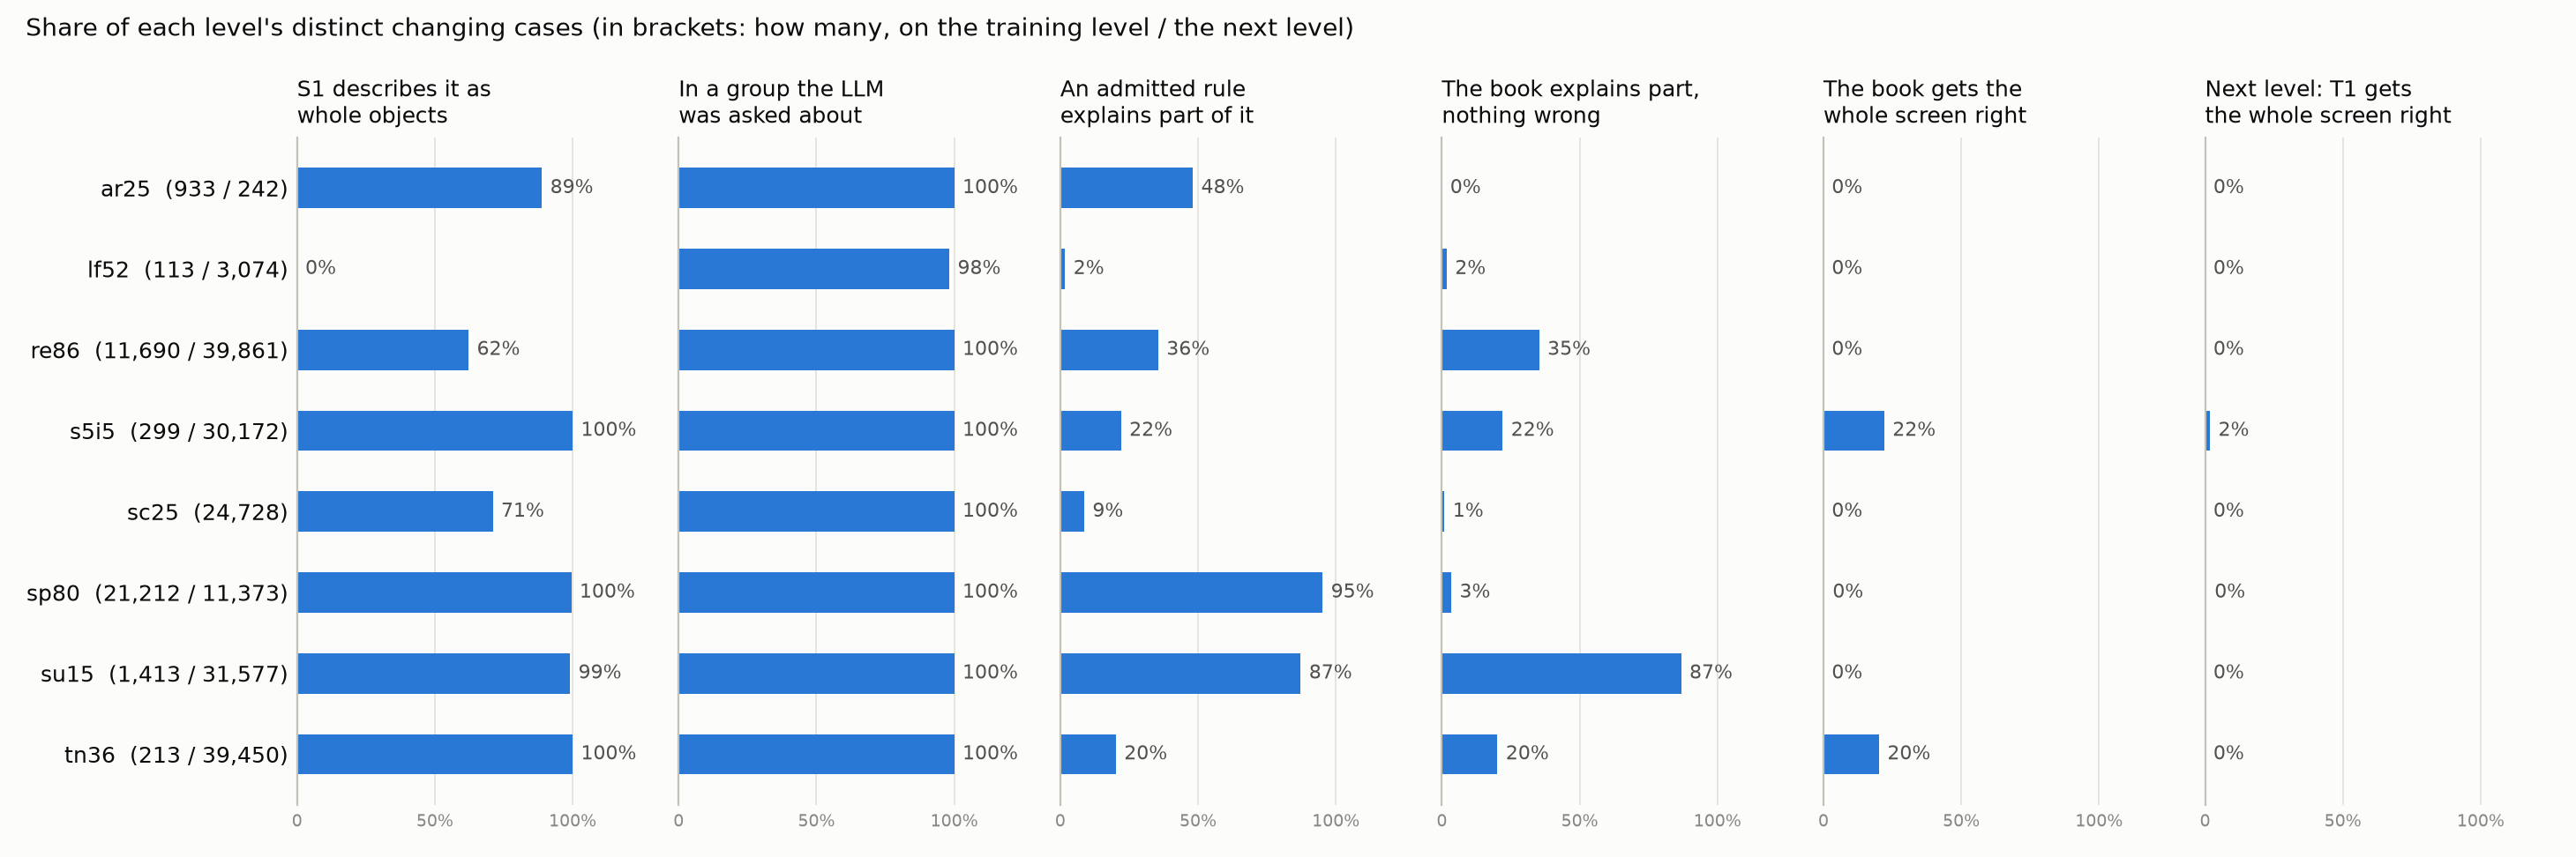 Share of each level's distinct changing cases (in brackets: how many, on the training level / the next level)
S1 describes it as
whole objects
In a group the LLM
was asked about
An admitted rule
explains part of it
The book explains part,
nothing wrong
The book gets the
whole screen right
Next level: T1 gets
the whole screen right
ar25 (933 / 242) 89% 100% 48% 0% 0% 0%
lf52 (113 / 3,074) 0% 98% 2% 2% 0% 0%
re86 (11,690 / 39,861) 62% 100% 36% 35% 0% 0%
s5i5 (299 / 30,172) 100% 100% 22% 22% 22% 2%
sc25 (24,728) 71% 100% 9% 1% 0% 0%
sp80 (21,212 / 11,373) 100% 100% 95% 3% 0% 0%
su15 (1,413 / 31,577) 99% 100% 87% 87% 0% 0%
tn36 (213 / 39,450) 100% 100% 20% 20% 20% 0%
0 50% 100% 0 50% 100% 0 50% 100% 0 50% 100% 0 50% 100% 0 50% 100%